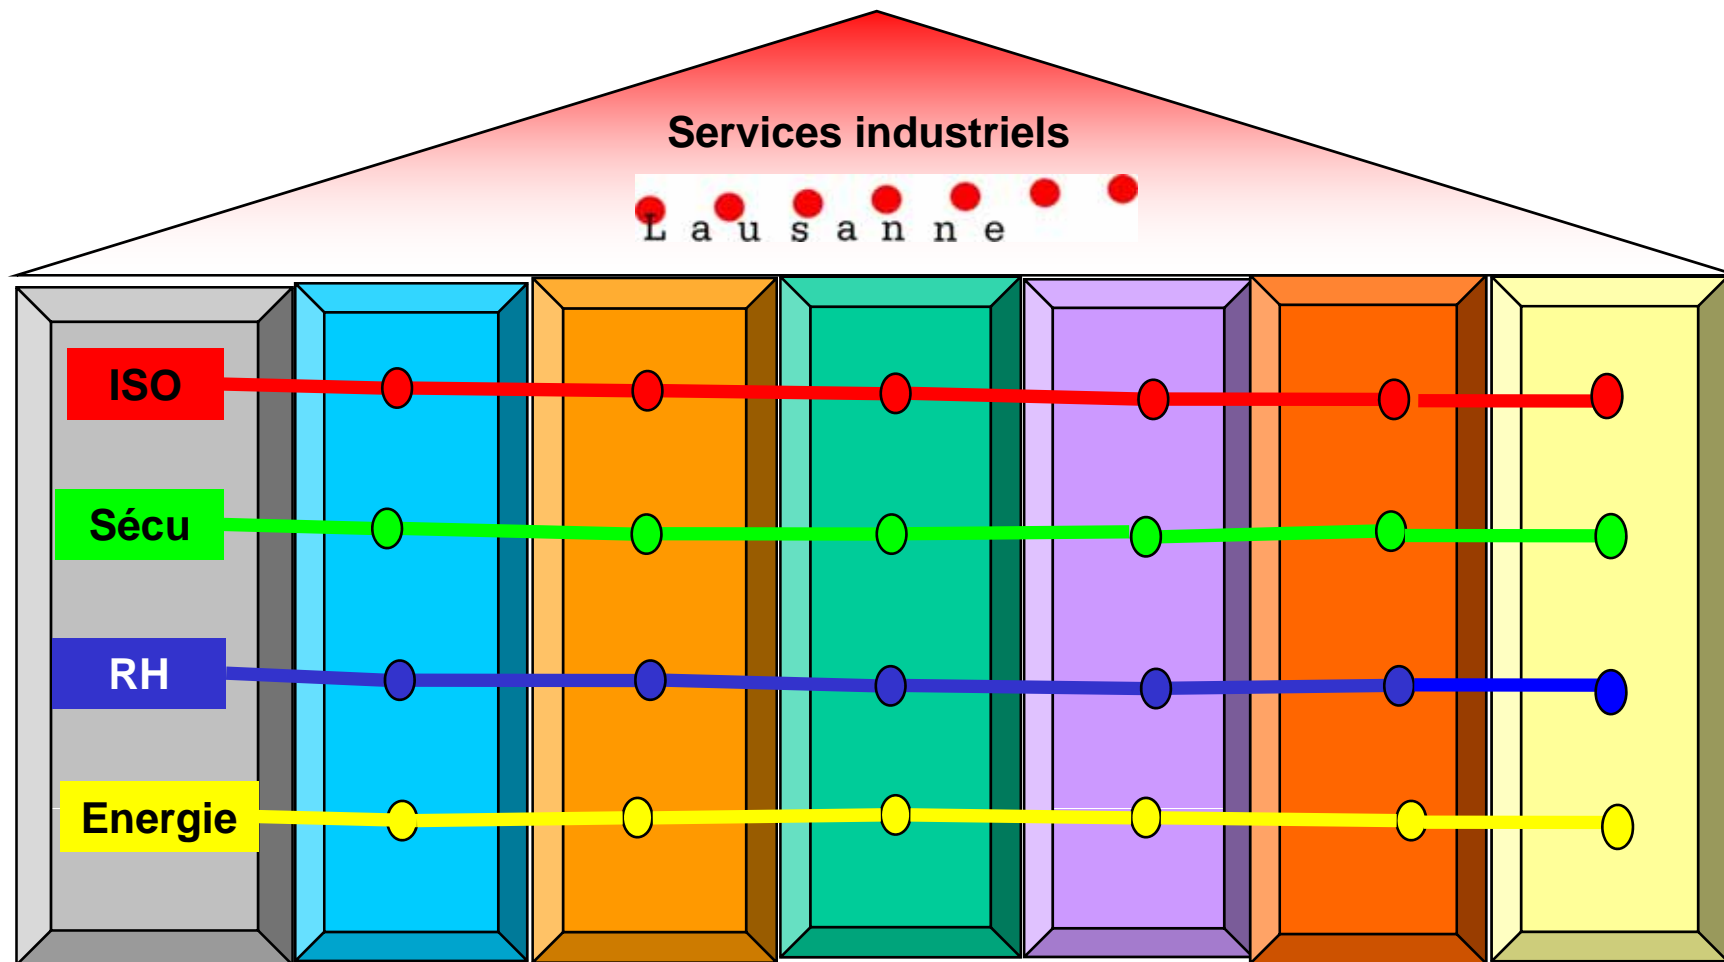 Services industriels
Lausanne
ISO
Sécu
RH
Energie